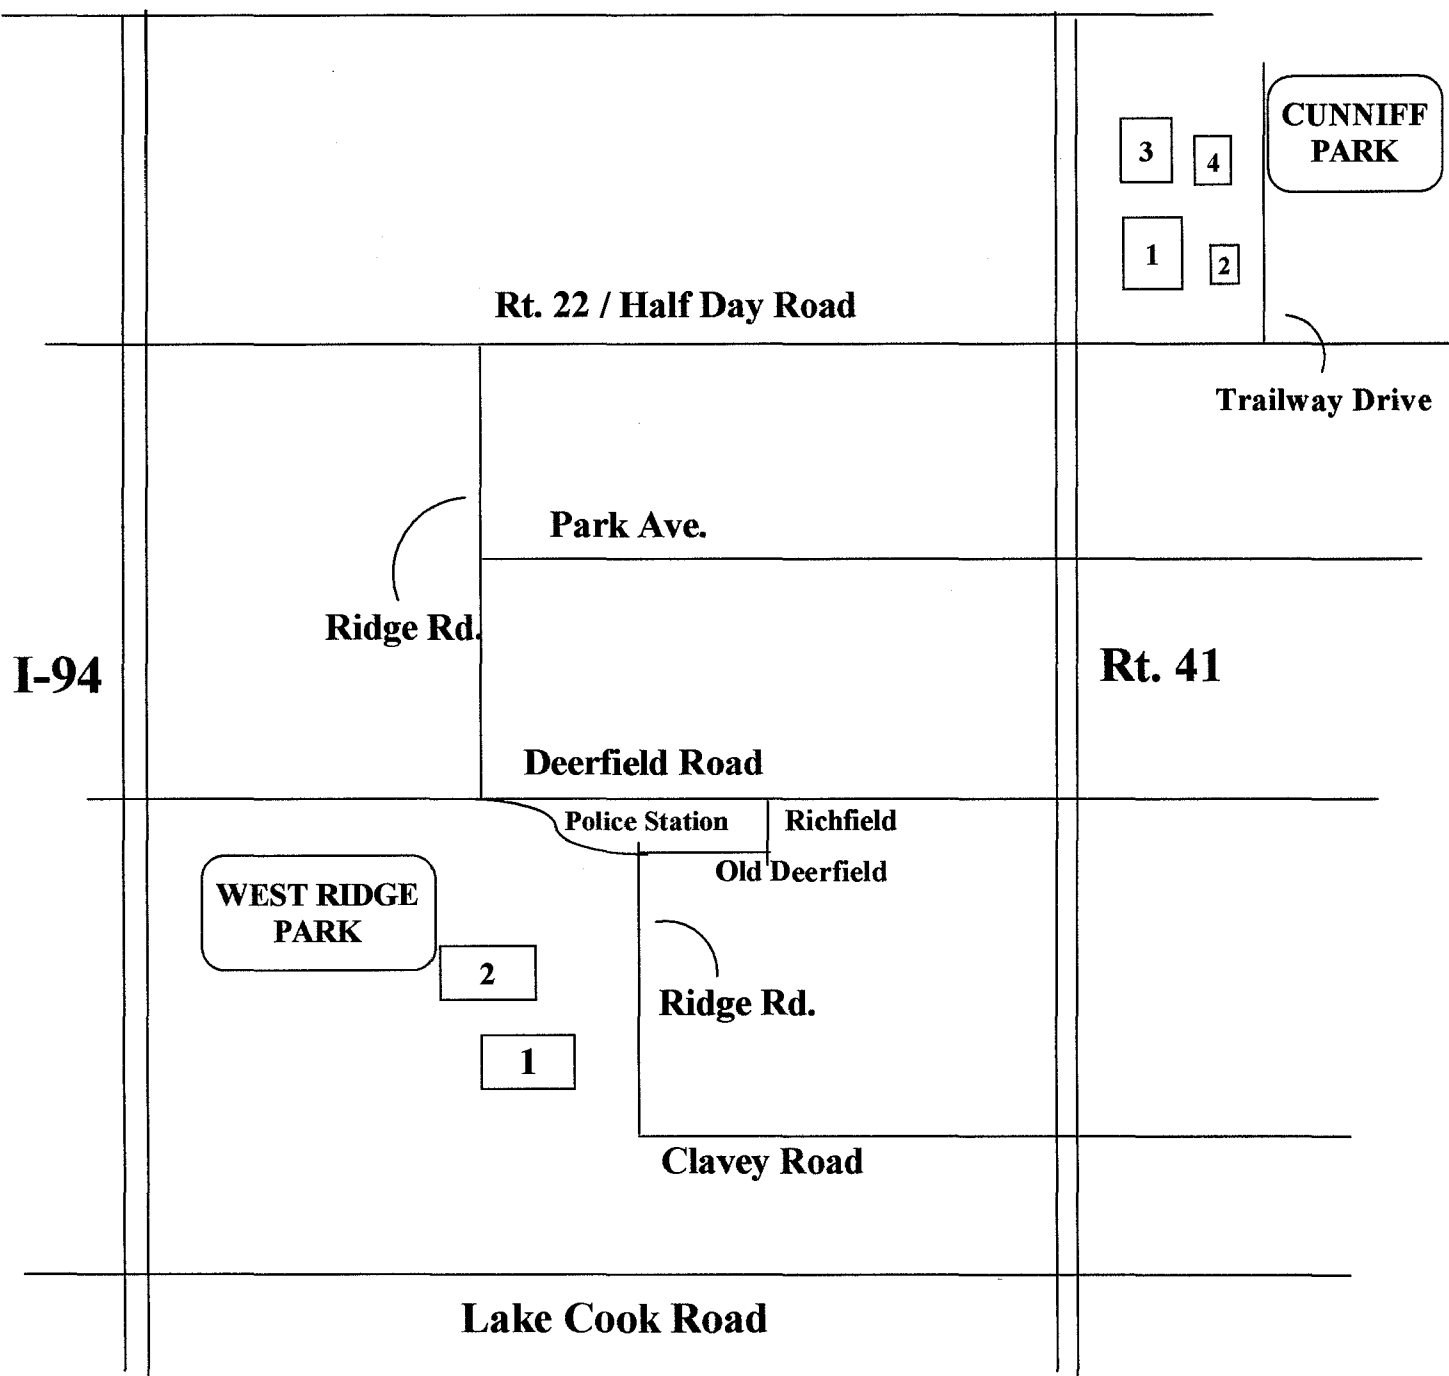 CUNNIFF
PARK
3
4
1
2
Rt. 22 / Half Day Road
Trailway Drive
Park Ave.
Ridge Rd.
I-94
Rt. 41
Deerfield Road
Police Station
Richfield
Old Deerfield
WEST RIDGE
PARK
2
Ridge Rd.
1
Clavey Road
Lake Cook Road